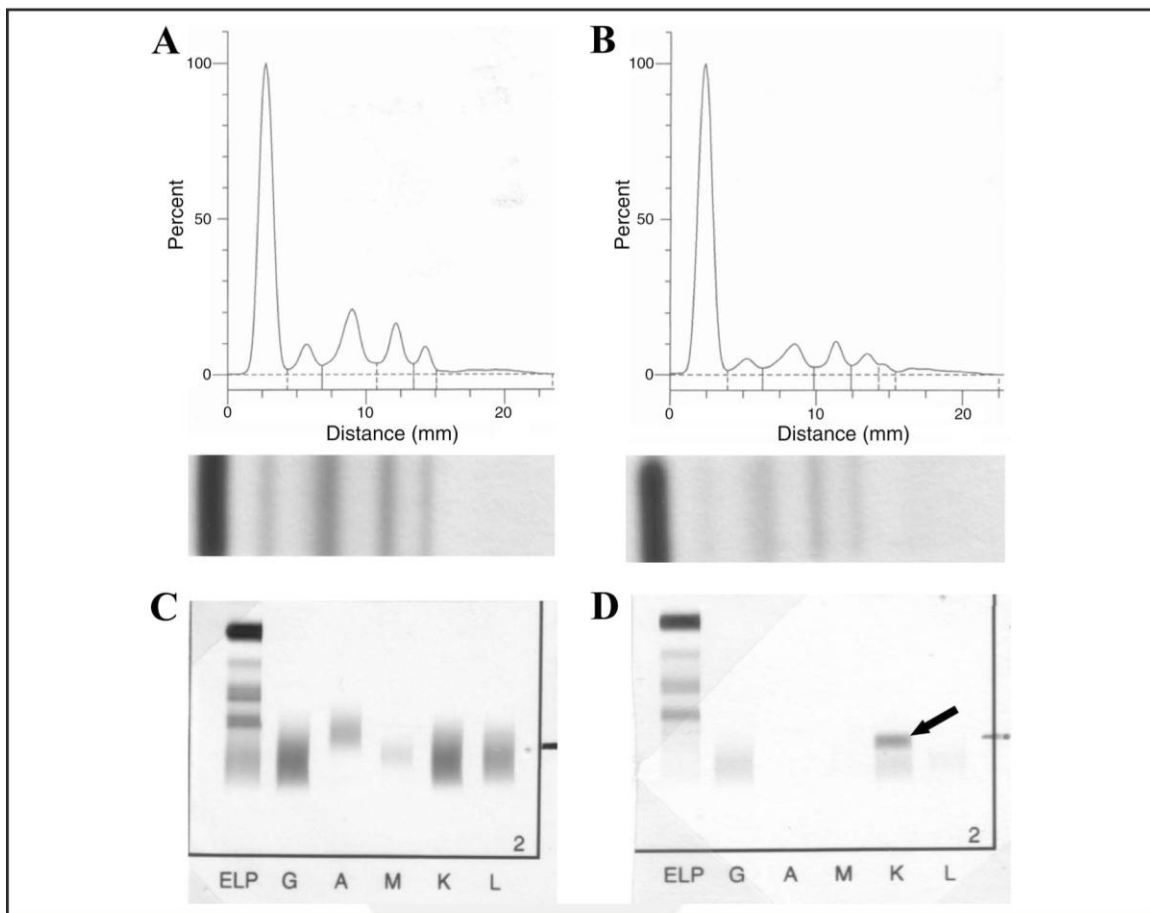 A
B
100
50
0
Percent
0
10
20
Distance (mm)
100
50
0
Percent
0
10
20
Distance (mm)
C
D
2
ELP G A M K L
2
ELP G A M K L